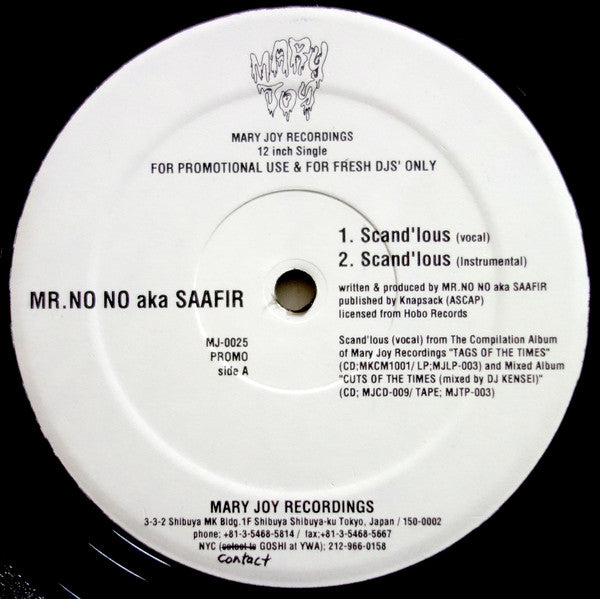 MARY
JOY
MARY JOY RECORDINGS
12 inch Single
FOR PROMOTIONAL USE & FOR FRESH DJS' ONLY
1. Scand'lous (vocal)
2. Scand'lous (Instrumental)
written & produced by MR.NO NO aka SAAFIR
published by Knapsack (ASCAP)
licensed from Hobo Records
MR.NO NO aka SAAFIR
MJ-0025
PROMO
side A
Scand'lous (vocal) from The Compilation Album
of Mary Joy Recordings "TAGS OF THE TIMES"
(CD;MKCM1001/ LP;MJLP-003) and Mixed Album
"CUTS OF THE TIMES (mixed by DJ KENSEI)"
(CD; MJCD-009/ TAPE; MJTP-003)
MARY JOY RECORDINGS
3-3-2 Shibuya MK Bldg.1F Shibuya Shibuya-ku Tokyo, Japan / 150-0002
phone; +81-3-5468-5814 / fax;+81-3-5468-5667
NYC ( GOSHI at YWA); 212-966-0158
contact